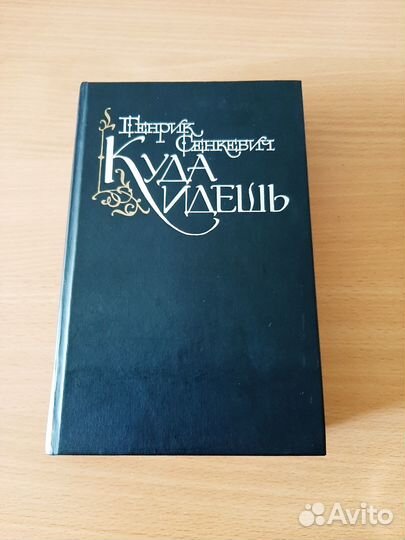 Генрик
Сенкевич
Куда
идешь
Avito